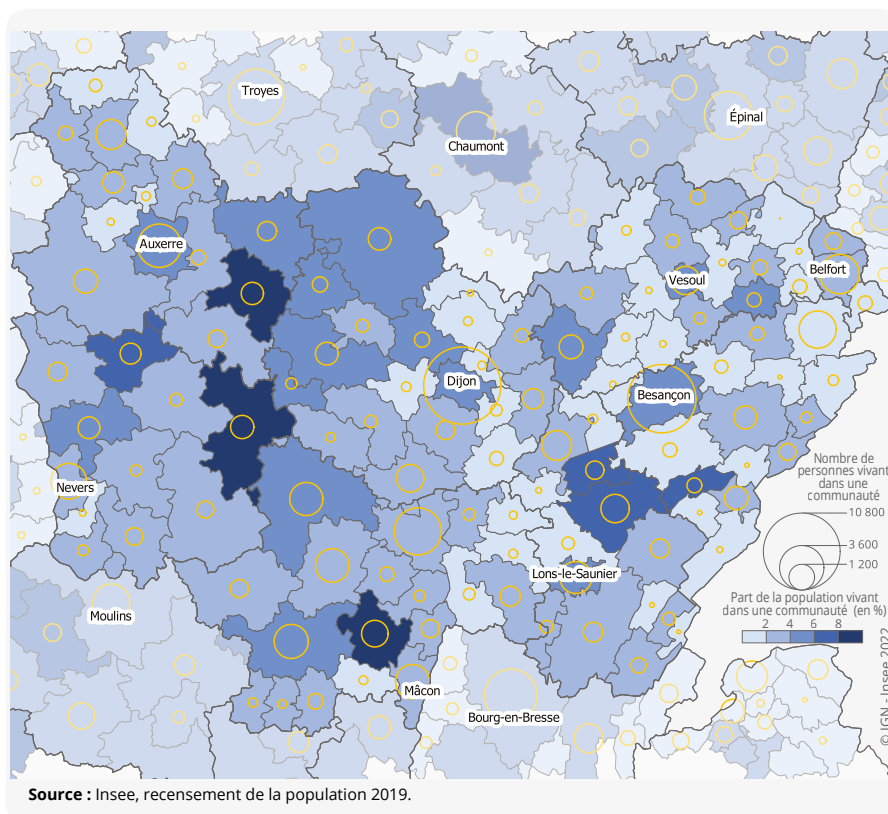 Troyes
Épinal
Chaumont
Auxerre
Belfort
Vesoul
Dijon
Besançon
Nombre de
personnes vivant
dans une
communauté
Nevers
10 800
3 600
1 200
Lons-le-Saunier
Moulins
Part de la population vivant
dans une communauté (en %)
2 4 6 8
Mâcon
Bourg-en-Bresse
© IGN - Insee 2022
Source : Insee, recensement de la population 2019.